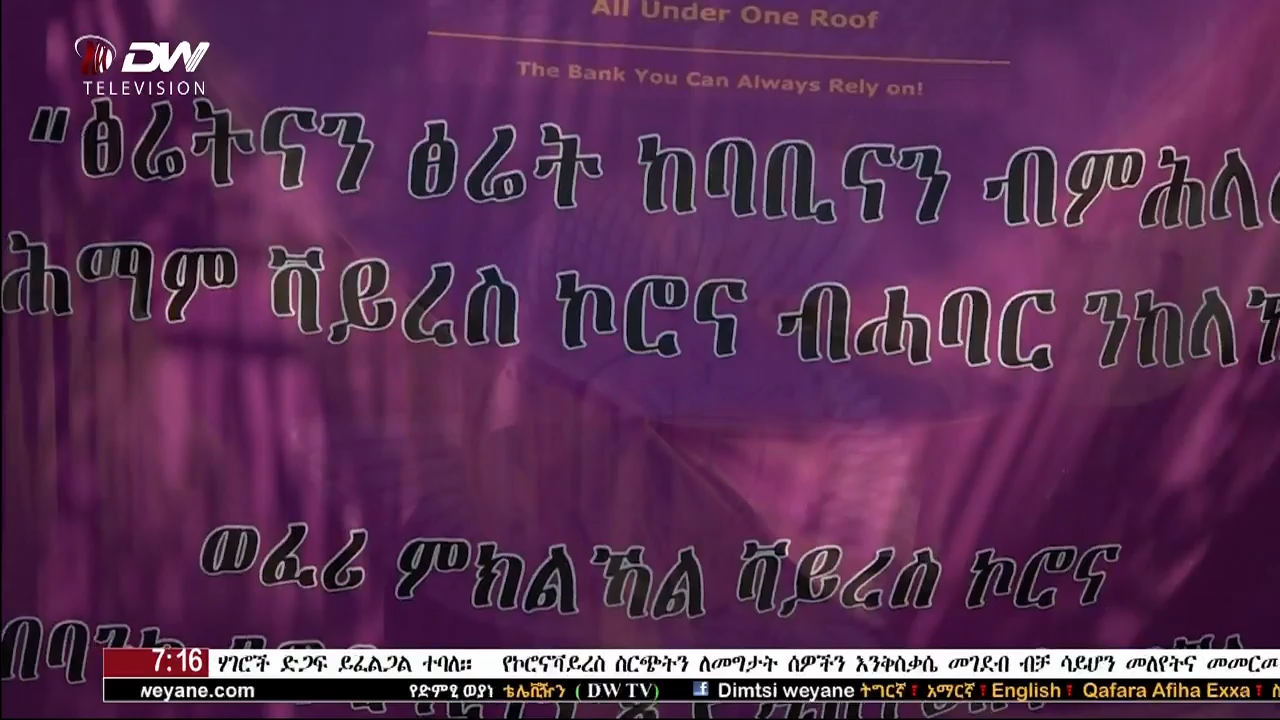 DW
TELEVISION
All Under One Roof
The Bank You Can Always Rely on!
"ፅሬትናን ፅሬት ከባቢናን ብምሕላ
ሕማም ቫይረስ ኮሮና ብሓባር ንከላኸ
ወፈሪ ምክልኻል ቫይረስ ኮሮና
7:16 ሃገሮች ድጋፍ ይፈልጋል ተባለ። የኮሮናቫይረስ ስርጭትን ለመግታት ሰዎችን እንቅስቃሴ መገደብ ብቻ ሳይሆን መለየትና መመርመ
weyane.com የድምፂ ወያነ ቴሌቪዥን ( DW TV) Dimtsi weyane ትግርኛ፣ አማርኛ፣ English፣ Qafara Afiha Exxa፣